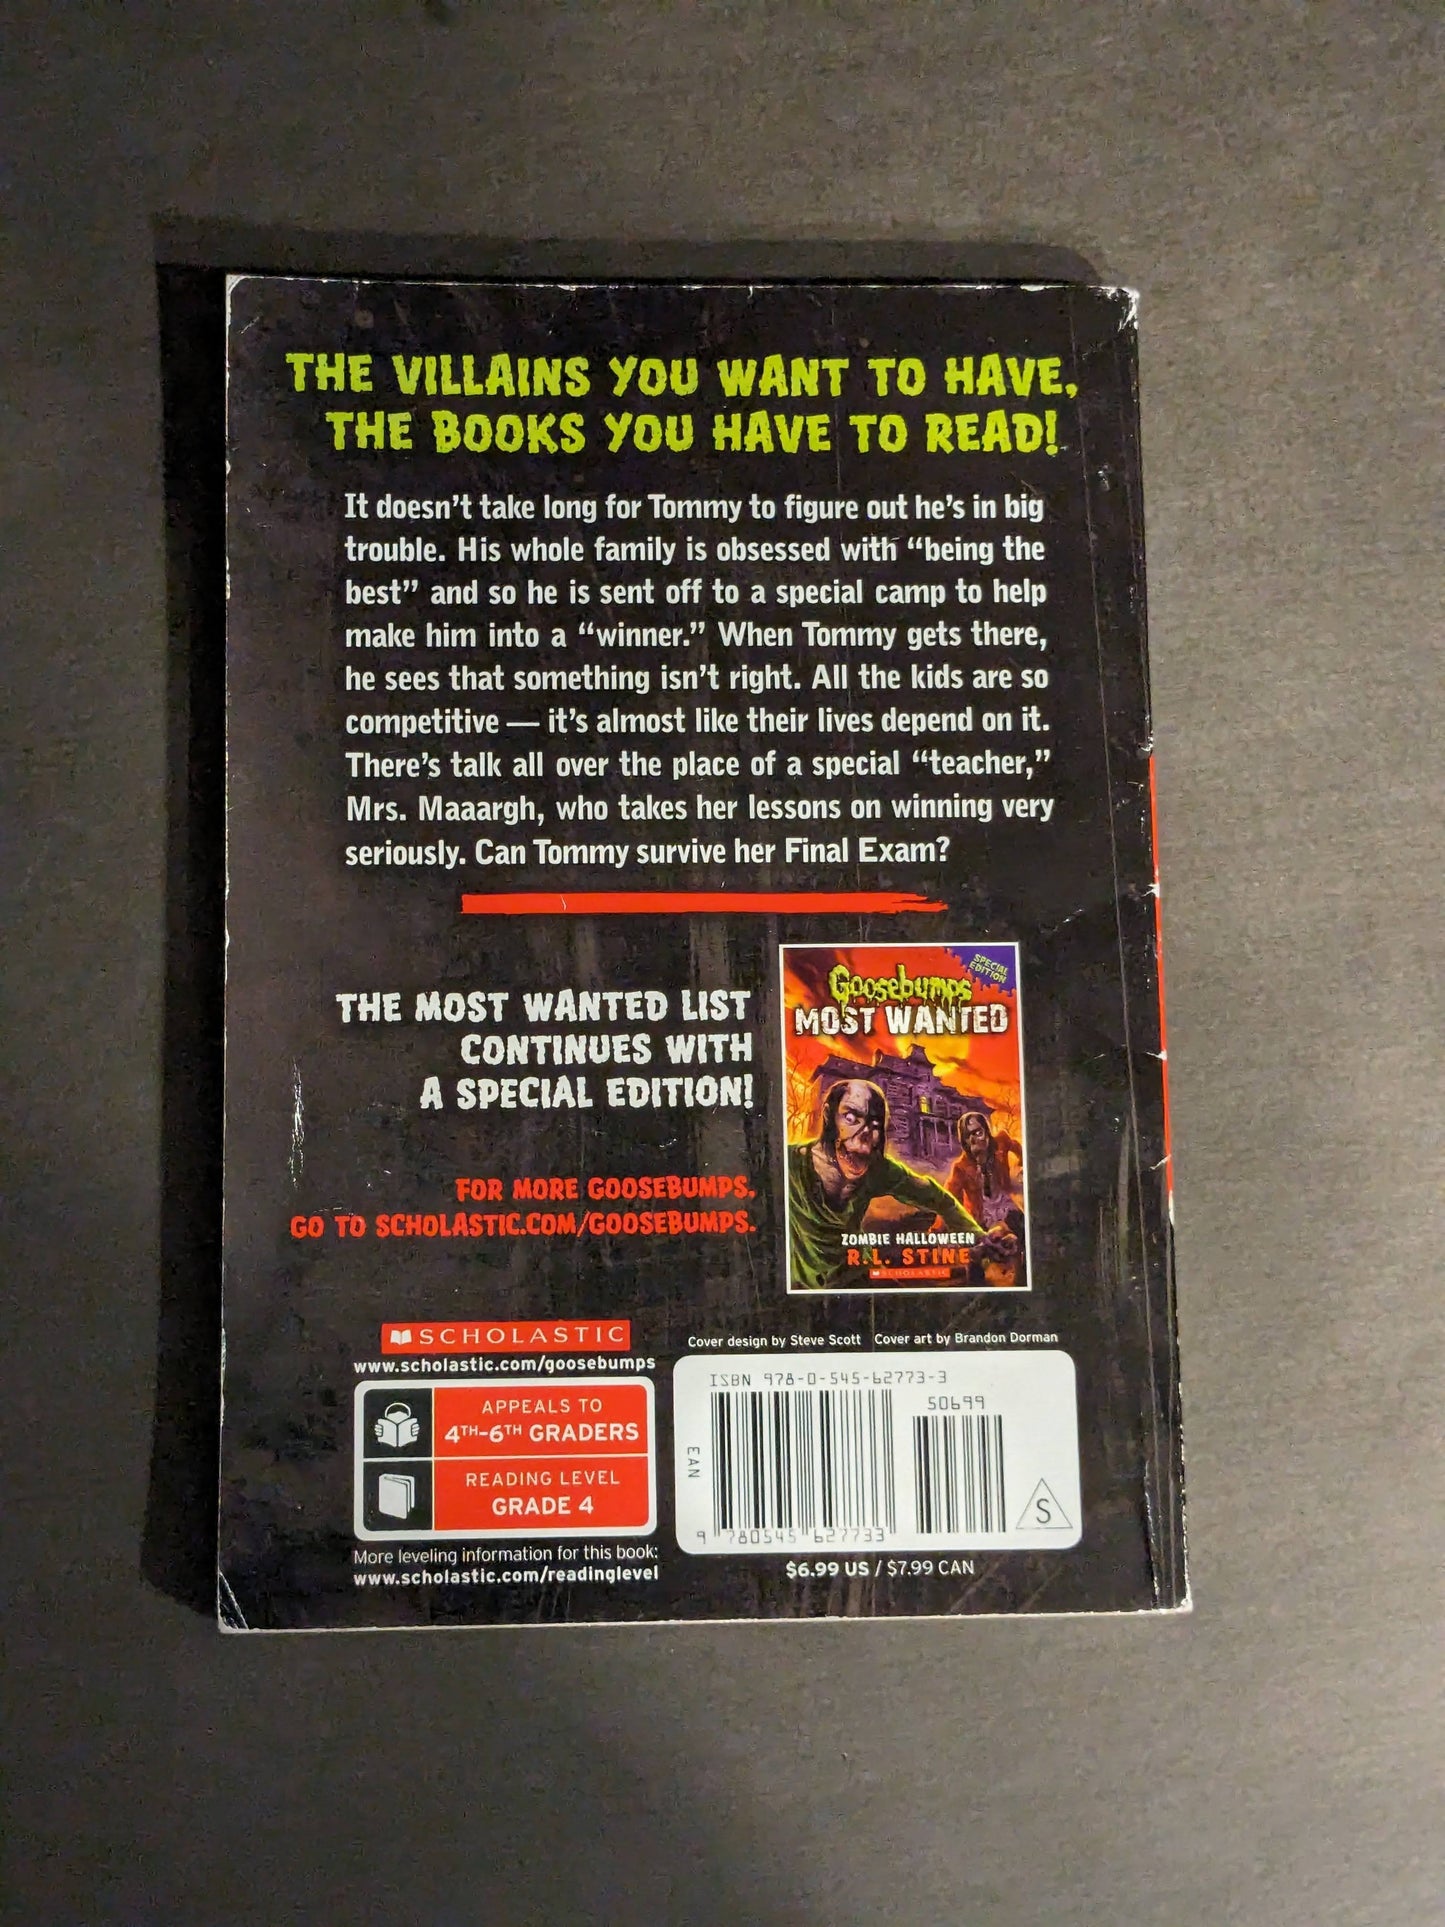 THE VILLAINS YOU WANT TO HAVE,
THE BOOKS YOU HAVE TO READ!
It doesn't take long for Tommy to figure out he's in big
trouble. His whole family is obsessed with “being the
best” and so he is sent off to a special camp to help
make him into a “winner.” When Tommy gets there,
he sees that something isn't right. All the kids are so
competitive — it's almost like their lives depend on it.
There's talk all over the place of a special “teacher,”
Mrs. Maaargh, who takes her lessons on winning very
seriously. Can Tommy survive her Final Exam?
THE MOST WANTED LIST
CONTINUES WITH
A SPECIAL EDITION!
FOR MORE GOOSEBUMPS,
GO TO SCHOLASTIC.COM/GOOSEBUMPS.
SPECIAL
EDITION
Goosebumps
MOST WANTED
ZOMBIE HALLOWEEN
R.L. STINE
SCHOLASTIC
SCHOLASTIC
www.scholastic.com/goosebumps
APPEALS TO
4TH–6TH GRADERS
READING LEVEL
GRADE 4
More leveling information for this book:
www.scholastic.com/readinglevel
Cover design by Steve Scott Cover art by Brandon Dorman
ISBN 978-0-545-62773-3
50699
EAN
9 780545 627733
S
$6.99 US / $7.99 CAN